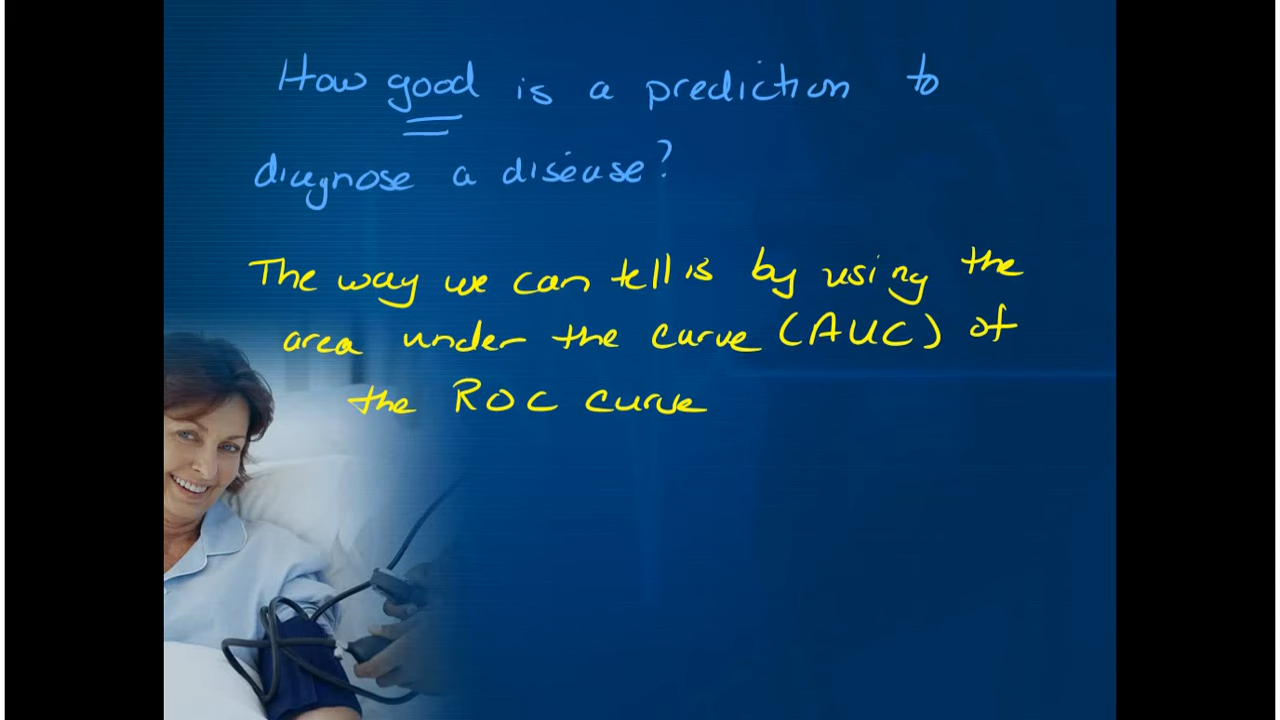 How good is a prediction to
diagnose a disease?
The way we can tell is by using the
area under the curve (AUC) of
the ROC curve